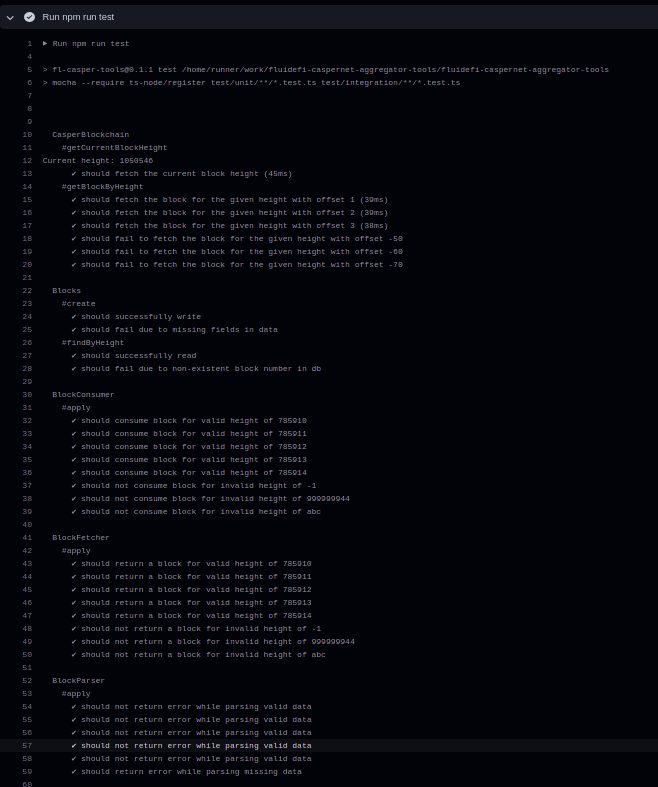 Run npm run test
1 Run npm run test
4
5 > fl-casper-tools@0.1.1 test /home/runner/work/fluidefi-caspernet-aggregator-tools/fluidefi-caspernet-aggregator-tools
6 > mocha --require ts-node/register test/unit/**/*.test.ts test/integration/**/*.test.ts
7
8
9
10 CasperBlockchain
11 #getCurrentBlockHeight
12 Current height: 1050546
13 ✔ should fetch the current block height (45ms)
14 #getBlockByHeight
15 ✔ should fetch the block for the given height with offset 1 (39ms)
16 ✔ should fetch the block for the given height with offset 2 (39ms)
17 ✔ should fetch the block for the given height with offset 3 (38ms)
18 ✔ should fail to fetch the block for the given height with offset -50
19 ✔ should fail to fetch the block for the given height with offset -60
20 ✔ should fail to fetch the block for the given height with offset -70
21
22 Blocks
23 #create
24 ✔ should successfully write
25 ✔ should fail due to missing fields in data
26 #findByHeight
27 ✔ should successfully read
28 ✔ should fail due to non-existent block number in db
29
30 BlockConsumer
31 #apply
32 ✔ should consume block for valid height of 785910
33 ✔ should consume block for valid height of 785911
34 ✔ should consume block for valid height of 785912
35 ✔ should consume block for valid height of 785913
36 ✔ should consume block for valid height of 785914
37 ✔ should not consume block for invalid height of -1
38 ✔ should not consume block for invalid height of 999999944
39 ✔ should not consume block for invalid height of abc
40
41 BlockFetcher
42 #apply
43 ✔ should return a block for valid height of 785910
44 ✔ should return a block for valid height of 785911
45 ✔ should return a block for valid height of 785912
46 ✔ should return a block for valid height of 785913
47 ✔ should return a block for valid height of 785914
48 ✔ should not return a block for invalid height of -1
49 ✔ should not return a block for invalid height of 999999944
50 ✔ should not return a block for invalid height of abc
51
52 BlockParser
53 #apply
54 ✔ should not return error while parsing valid data
55 ✔ should not return error while parsing valid data
56 ✔ should not return error while parsing valid data
57 ✔ should not return error while parsing valid data
58 ✔ should not return error while parsing valid data
59 ✔ should return error while parsing missing data
60